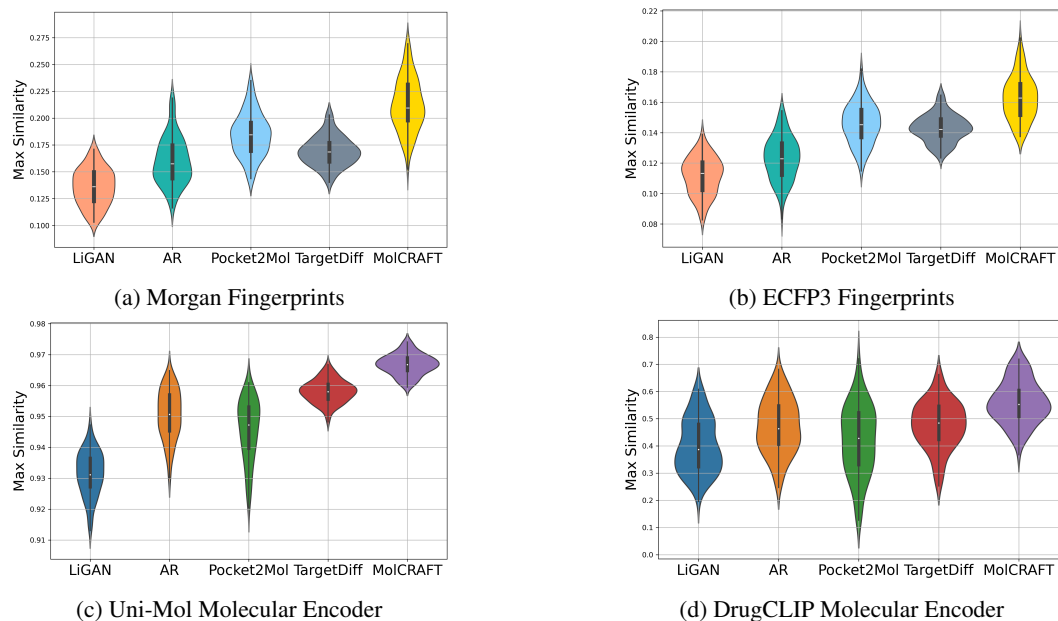 0.275
0.250
0.225
0.200
0.175
0.150
0.125
0.100
Max Similarity
LiGAN AR Pocket2Mol TargetDiff MolCRAFT
(a) Morgan Fingerprints
0.22
0.20
0.18
0.16
0.14
0.12
0.10
0.08
Max Similarity
LiGAN AR Pocket2Mol TargetDiff MolCRAFT
(b) ECFP3 Fingerprints
0.98
0.97
0.96
0.95
0.94
0.93
0.92
0.91
Max Similarity
LiGAN AR Pocket2Mol TargetDiff MolCRAFT
(c) Uni-Mol Molecular Encoder
0.8
0.7
0.6
0.5
0.4
0.3
0.2
0.1
0.0
Max Similarity
LiGAN AR Pocket2Mol TargetDiff MolCRAFT
(d) DrugCLIP Molecular Encoder